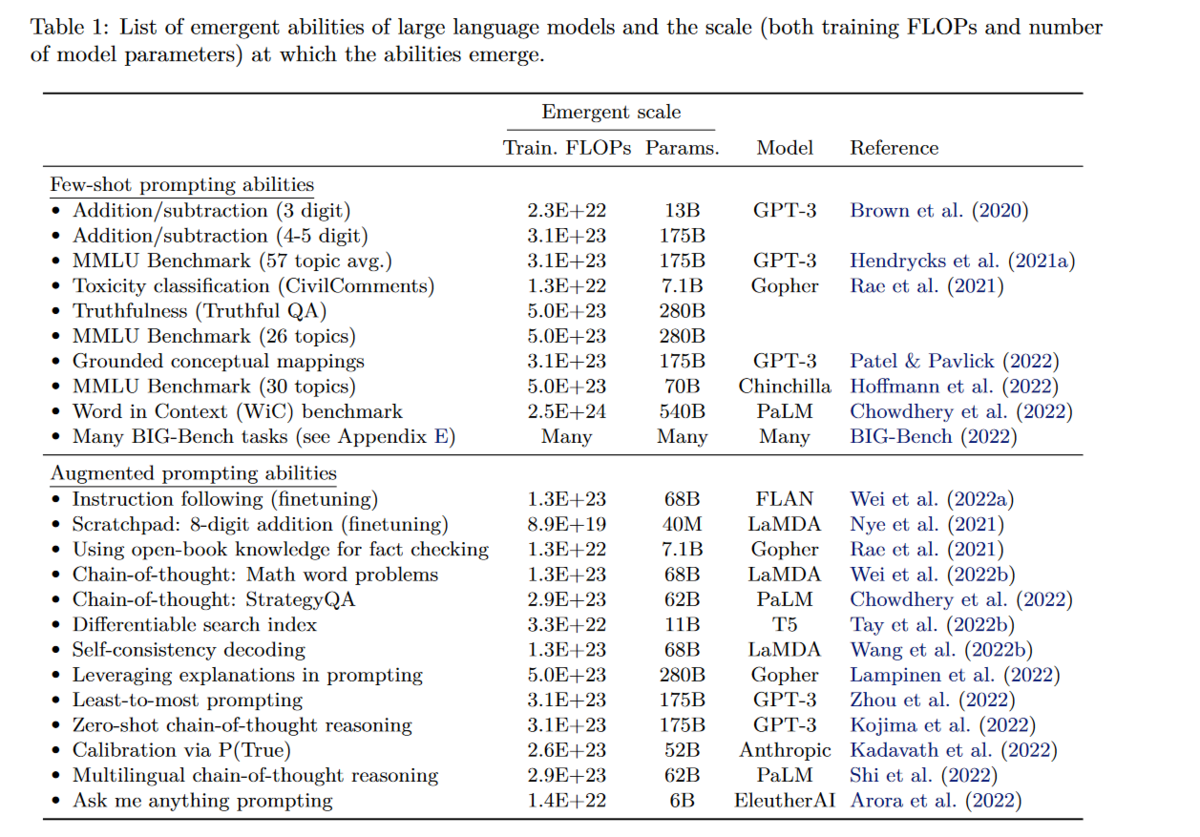 Table 1: List of emergent abilities of large language models and the scale (both training FLOPs and number
of model parameters) at which the abilities emerge.
Emergent scale
Train. FLOPs Params. Model Reference
Few-shot prompting abilities
• Addition/subtraction (3 digit) 2.3E+22 13B GPT-3 Brown et al. (2020)
• Addition/subtraction (4-5 digit) 3.1E+23 175B
• MMLU Benchmark (57 topic avg.) 3.1E+23 175B GPT-3 Hendrycks et al. (2021a)
• Toxicity classification (CivilComments) 1.3E+22 7.1B Gopher Rae et al. (2021)
• Truthfulness (Truthful QA) 5.0E+23 280B
• MMLU Benchmark (26 topics) 5.0E+23 280B
• Grounded conceptual mappings 3.1E+23 175B GPT-3 Patel & Pavlick (2022)
• MMLU Benchmark (30 topics) 5.0E+23 70B Chinchilla Hoffmann et al. (2022)
• Word in Context (WiC) benchmark 2.5E+24 540B PaLM Chowdhery et al. (2022)
• Many BIG-Bench tasks (see Appendix E) Many Many Many BIG-Bench (2022)
Augmented prompting abilities
• Instruction following (finetuning) 1.3E+23 68B FLAN Wei et al. (2022a)
• Scratchpad: 8-digit addition (finetuning) 8.9E+19 40M LaMDA Nye et al. (2021)
• Using open-book knowledge for fact checking 1.3E+22 7.1B Gopher Rae et al. (2021)
• Chain-of-thought: Math word problems 1.3E+23 68B LaMDA Wei et al. (2022b)
• Chain-of-thought: StrategyQA 2.9E+23 62B PaLM Chowdhery et al. (2022)
• Differentiable search index 3.3E+22 11B T5 Tay et al. (2022b)
• Self-consistency decoding 1.3E+23 68B LaMDA Wang et al. (2022b)
• Leveraging explanations in prompting 5.0E+23 280B Gopher Lampinen et al. (2022)
• Least-to-most prompting 3.1E+23 175B GPT-3 Zhou et al. (2022)
• Zero-shot chain-of-thought reasoning 3.1E+23 175B GPT-3 Kojima et al. (2022)
• Calibration via P(True) 2.6E+23 52B Anthropic Kadavath et al. (2022)
• Multilingual chain-of-thought reasoning 2.9E+23 62B PaLM Shi et al. (2022)
• Ask me anything prompting 1.4E+22 6B EleutherAI Arora et al. (2022)